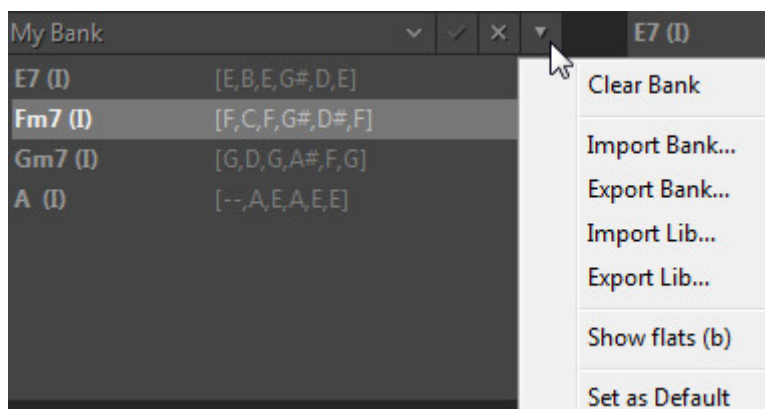 My Bank
E7 (I)
E7 (I) [E,B,E,G#,D,E]
Fm7 (I) [F,C,F,G#,D#,F]
Gm7 (I) [G,D,G,A#,F,G]
A (I) [--,A,E,A,E,E]
Clear Bank
Import Bank...
Export Bank...
Import Lib...
Export Lib...
Show flats (b)
Set as Default